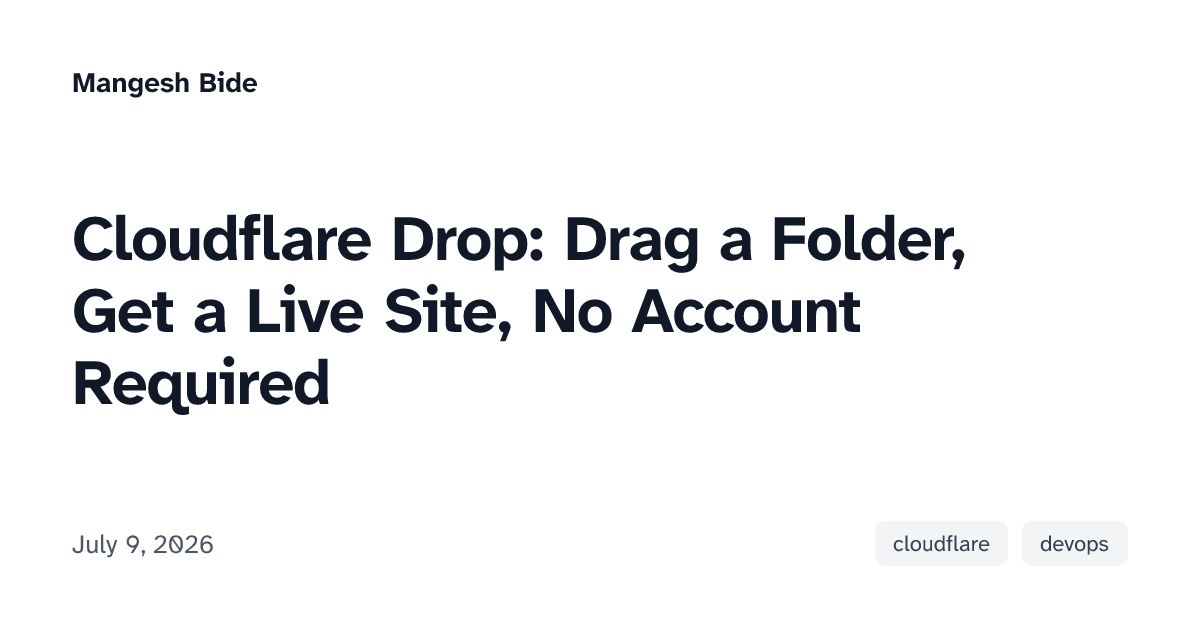 Mangesh Bide
Cloudflare Drop: Drag a Folder,
Get a Live Site, No Account
Required
July 9, 2026
cloudflare
devops